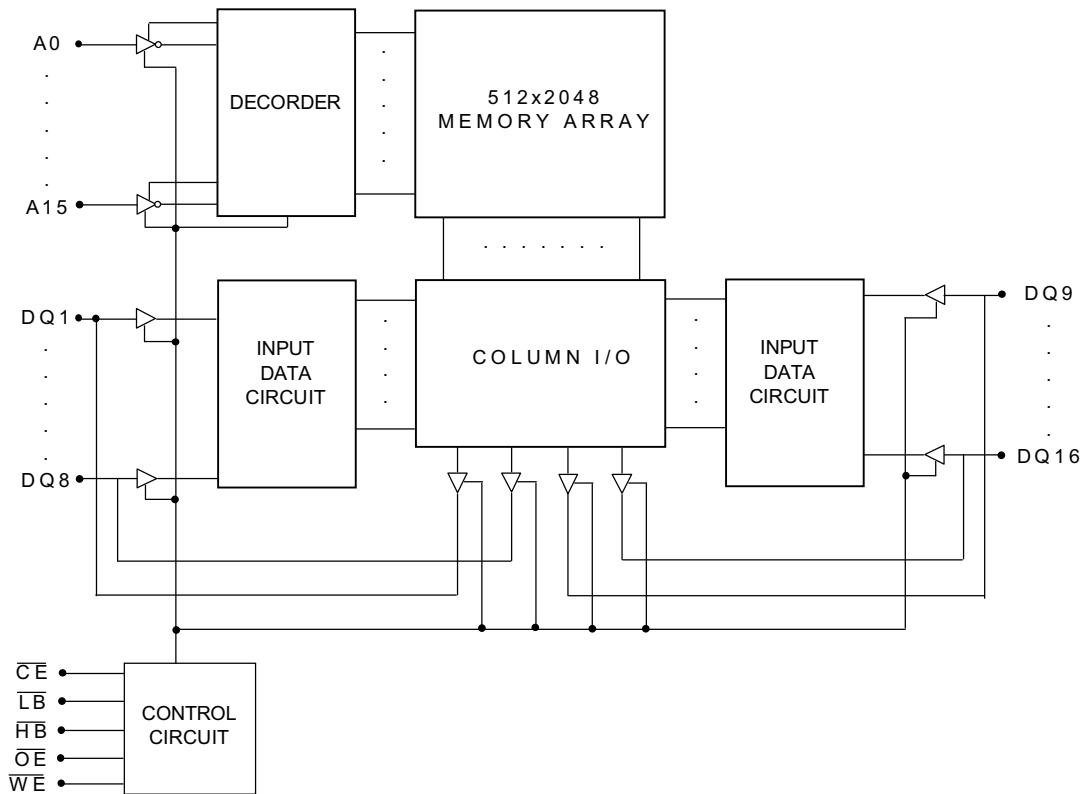 A0
DECORDER
512x2048
MEMORY ARRAY
A15
DQ1
INPUT
DATA
CIRCUIT
COLUMN I/O
INPUT
DATA
CIRCUIT
DQ9
DQ8
DQ16
CE
LB
HB
OE
WE
CONTROL
CIRCUIT